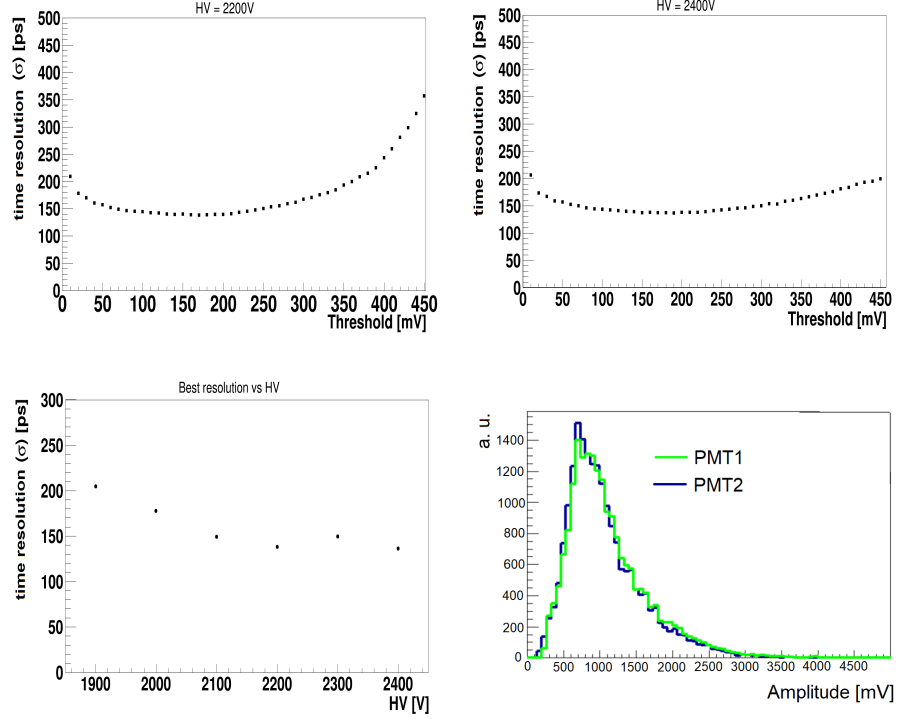 HV = 2200V
time resolution (σ) [ps]
500
450
400
350
300
250
200
150
100
50
0
0 50 100 150 200 250 300 350 400 450
Threshold [mV]
HV = 2400V
time resolution (σ) [ps]
500
450
400
350
300
250
200
150
100
50
0
0 50 100 150 200 250 300 350 400 450
Threshold [mV]
Best resolution vs HV
time resolution (σ) [ps]
300
250
200
150
100
50
0
1900 2000 2100 2200 2300 2400
HV [V]
a. u.
1400
1200
1000
800
600
400
200
0
PMT1
PMT2
0 500 1000 1500 2000 2500 3000 3500 4000 4500
Amplitude [mV]